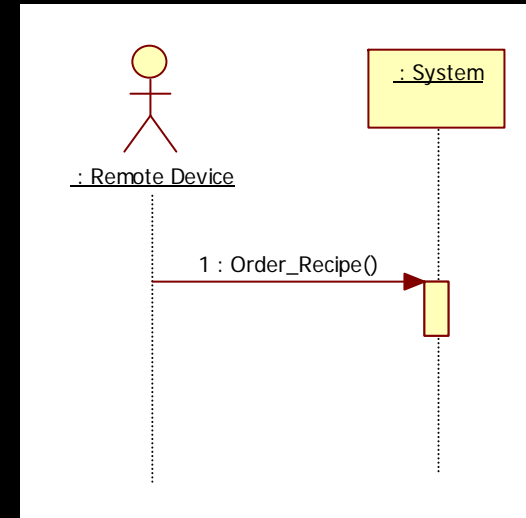 : System
: Remote Device
1 : Order_Recipe()